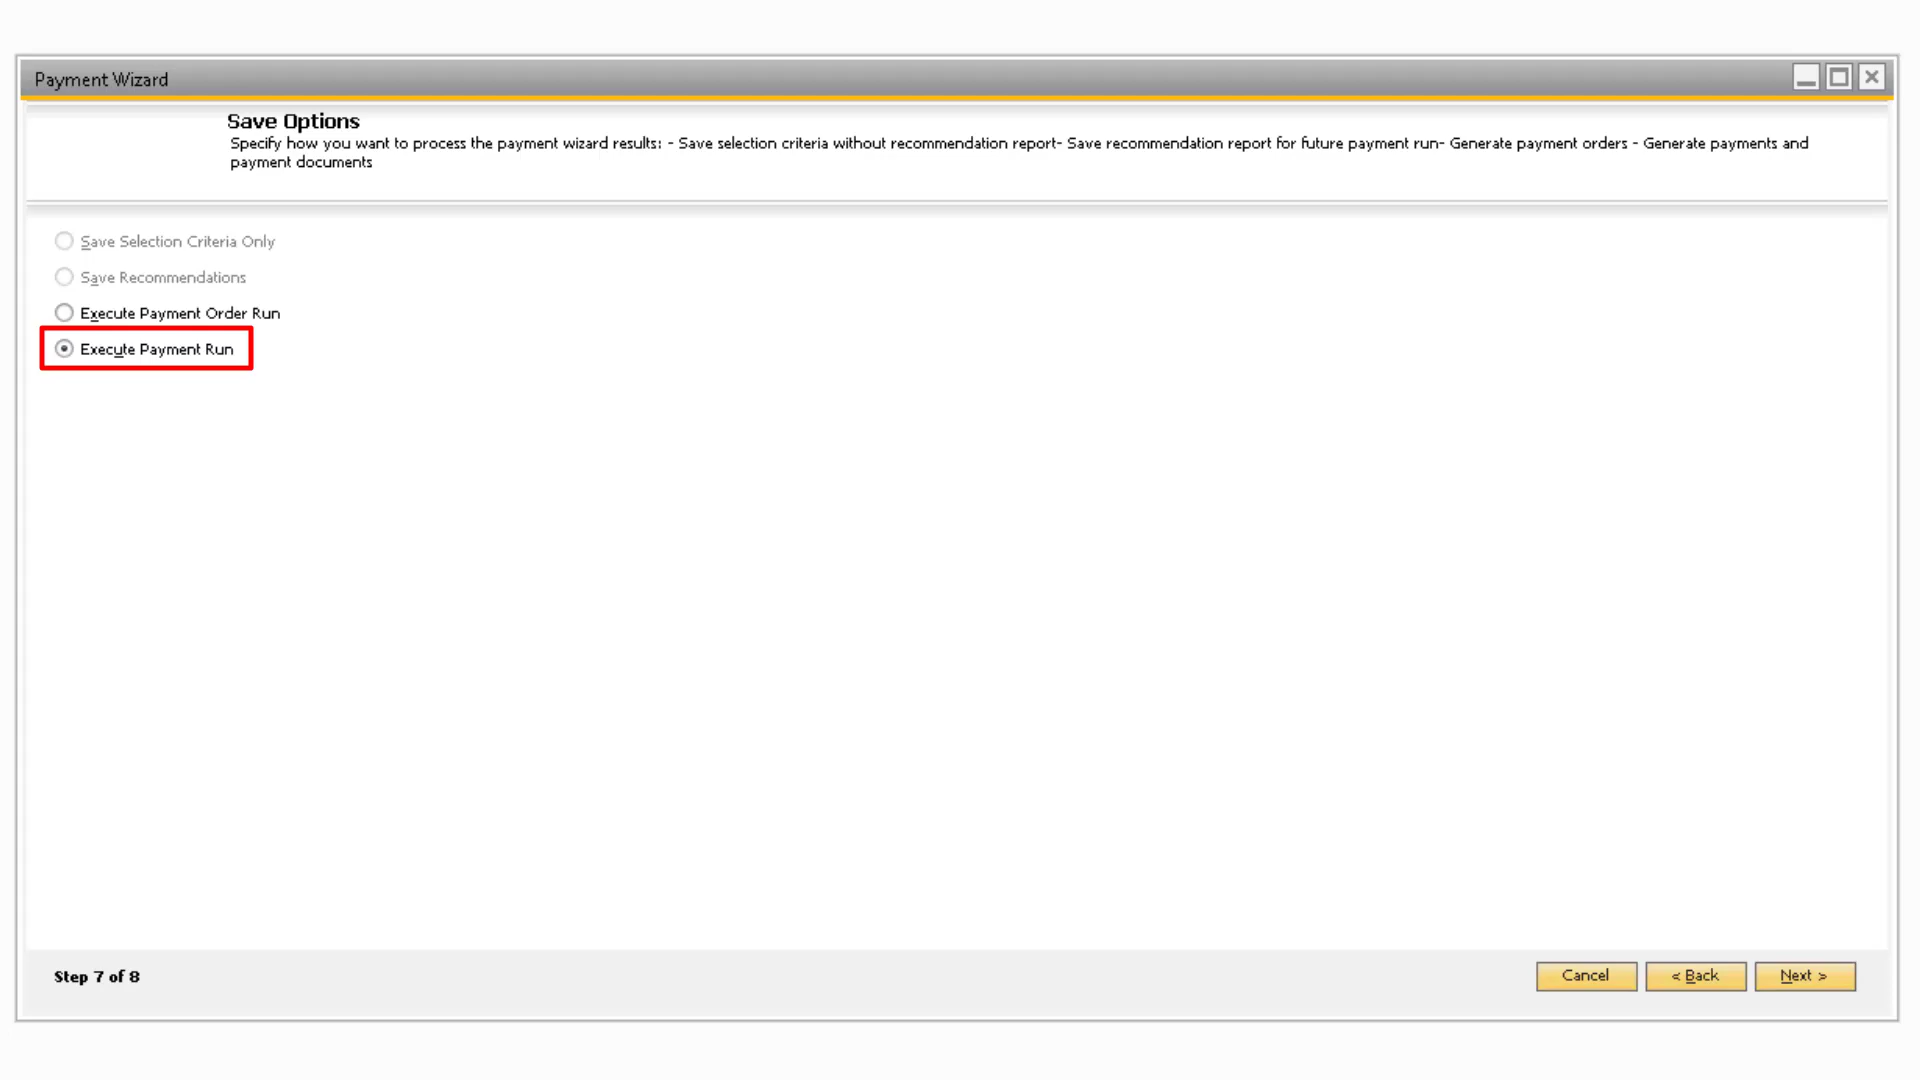 Payment Wizard
Save Options
Specify how you want to process the payment wizard results: - Save selection criteria without recommendation report- Save recommendation report for future payment run- Generate payment orders - Generate payments and
payment documents
Save Selection Criteria Only
Save Recommendations
Execute Payment Order Run
Execute Payment Run
Step 7 of 8
Cancel
< Back
Next >